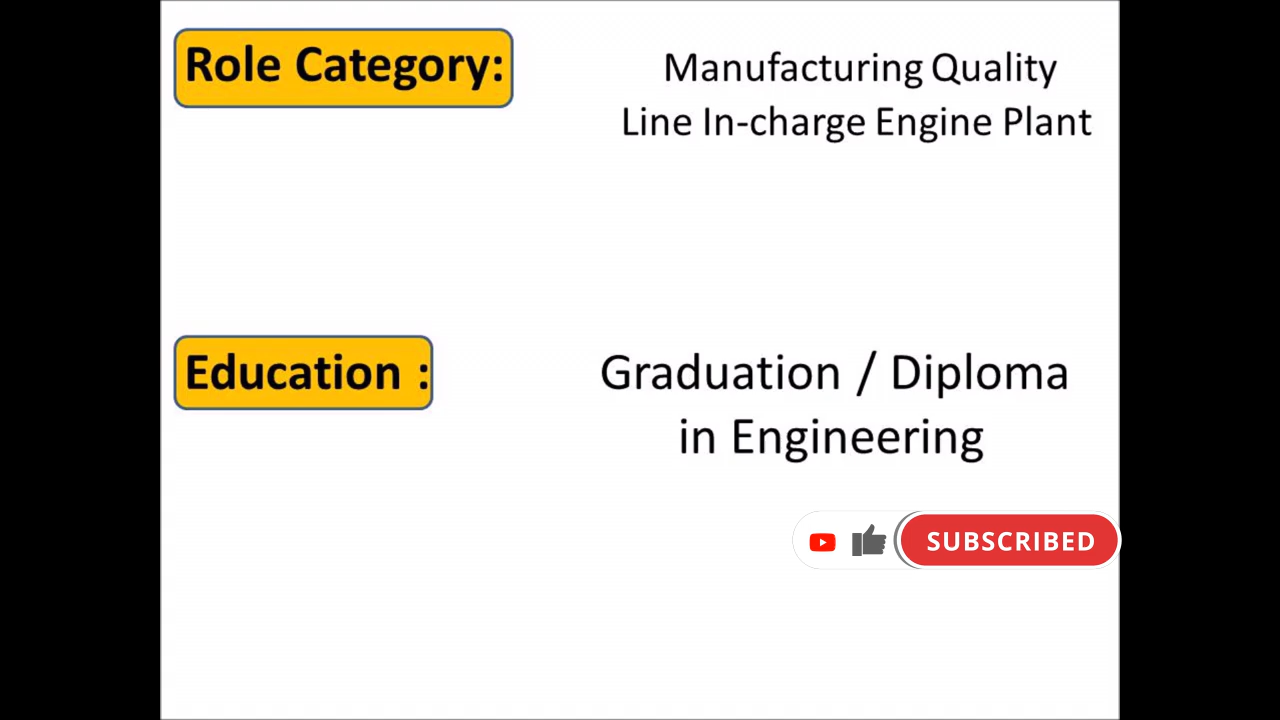 Role Category:
Manufacturing Quality
Line In-charge Engine Plant
Education :
Graduation / Diploma
in Engineering
SUBSCRIBED